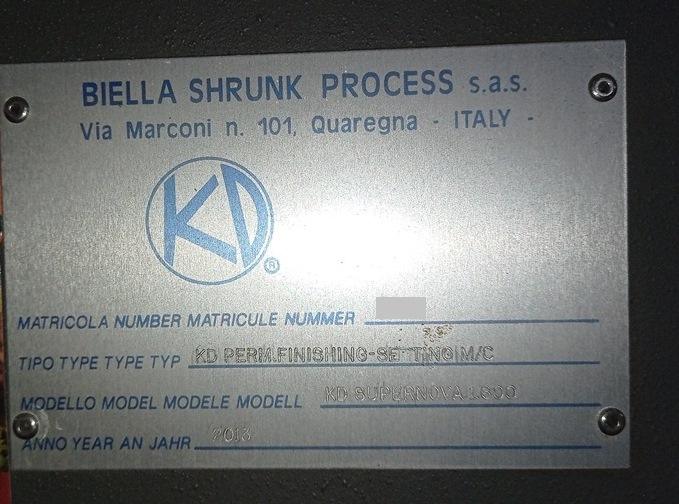 BIELLA SHRUNK PROCESS s.a.s.
Via Marconi n. 101, Quaregna - ITALY -
KD
®
MATRICOLA NUMBER MATRICULE NUMMER
TIPO TYPE TYPE TYP KD PERM.FINISHING-SETTING M/C
MODELLO MODEL MODELE MODELL KD SUPERNOVA
ANNO YEAR AN JAHR 2013